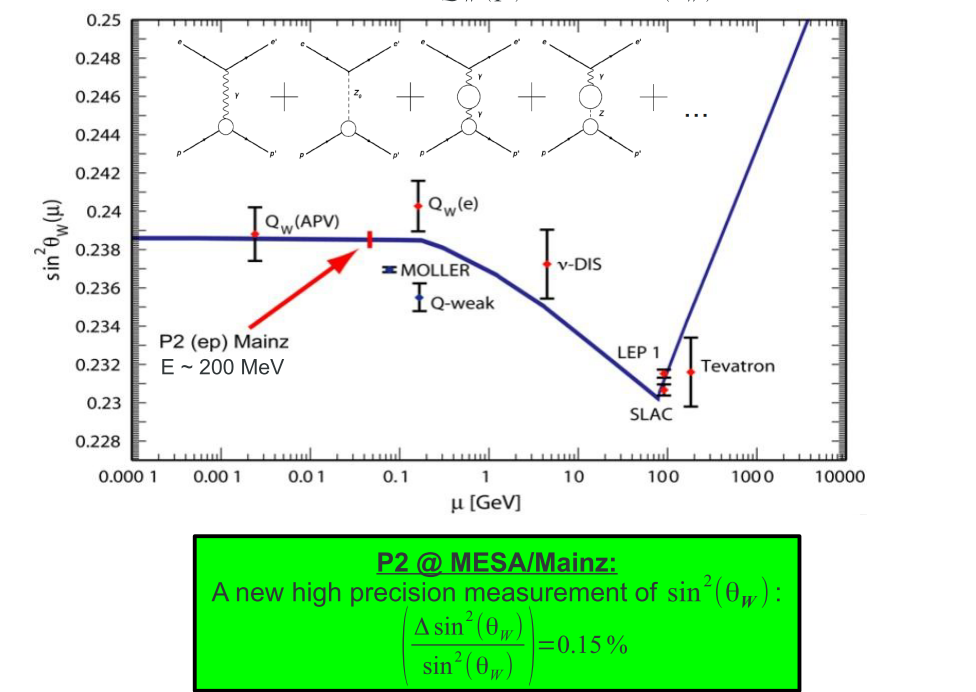 0.25
0.248
0.246
0.244
0.242
0.24
0.238
0.236
0.234
0.232
0.23
0.228
sin²θ_W(μ)
e e' e e' e e' e e'
γ Z₀ γ γ γ Z
+ + + + ...
p p' p p' p p' p p'
Q_W(APV)
Q_W(e)
MOLLER
Q-weak
ν-DIS
P2 (ep) Mainz
E ~ 200 MeV
LEP 1
SLAC
Tevatron
0.000 1 0.00 1 0.01 0.1 1 10 100 100 0 10000
μ [GeV]
P2 @ MESA/Mainz:
A new high precision measurement of sin²(θ_W) :
(Δ sin²(θ_W) / sin²(θ_W)) = 0.15 %